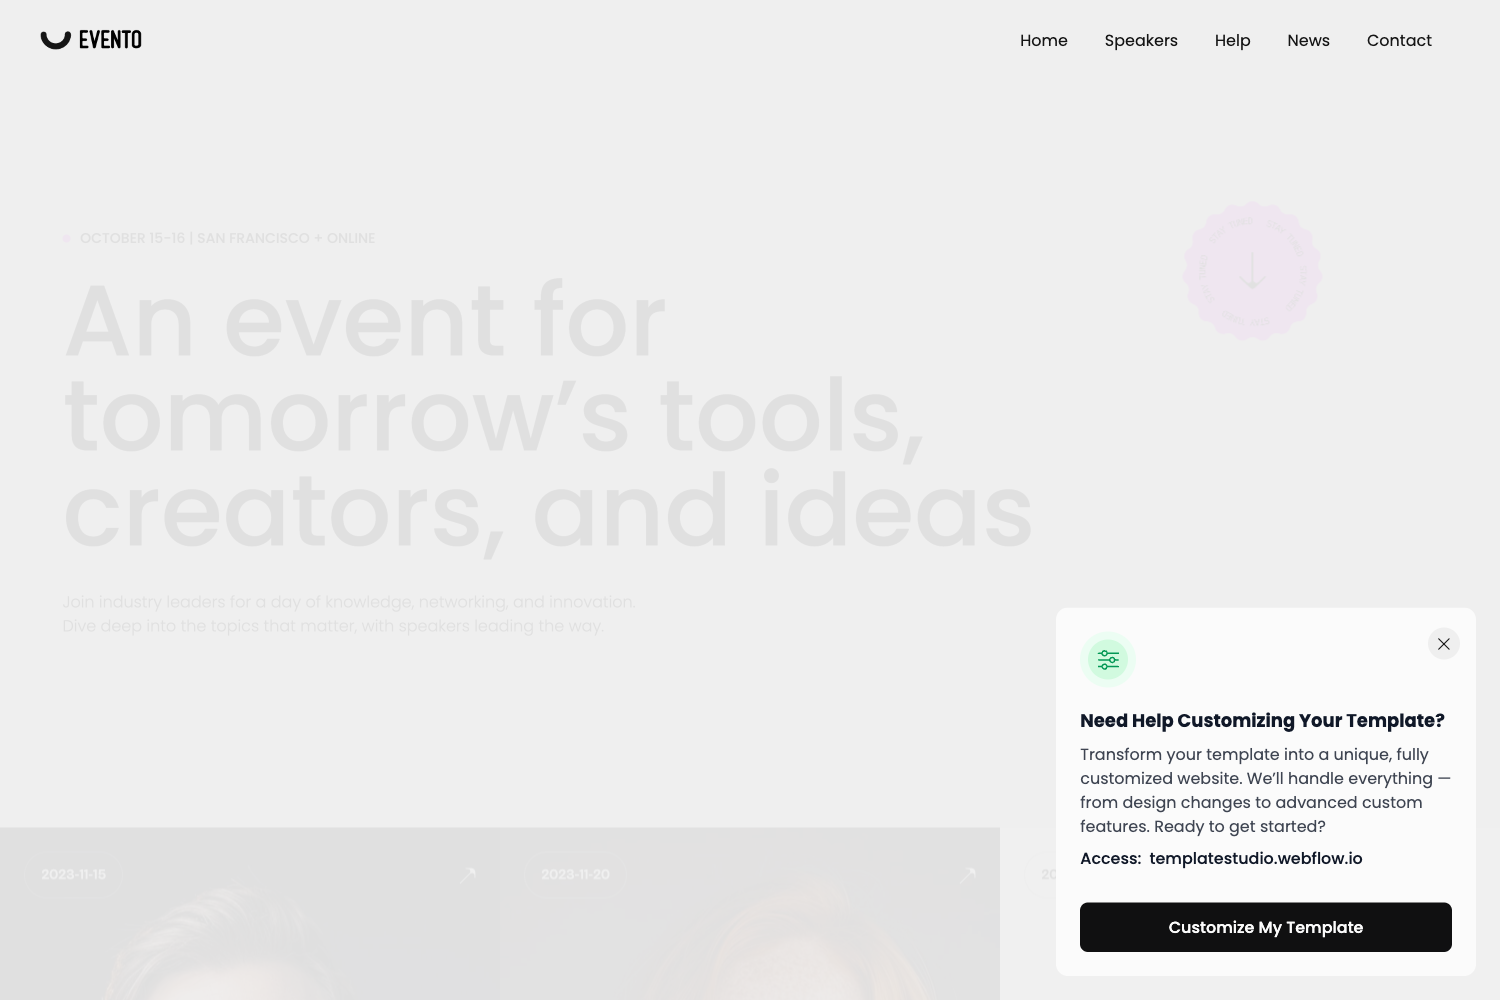 EVENTO
Home
Speakers
Help
News
Contact
OCTOBER 15-16 | SAN FRANCISCO + ONLINE
An event for
tomorrow’s tools,
creators, and ideas
Join industry leaders for a day of knowledge, networking, and innovation.
Dive deep into the topics that matter, with speakers leading the way.
2023-11-15
2023-11-20
20
Need Help Customizing Your Template?
Transform your template into a unique, fully
customized website. We’ll handle everything —
from design changes to advanced custom
features. Ready to get started?
Access: templatestudio.webflow.io
Customize My Template